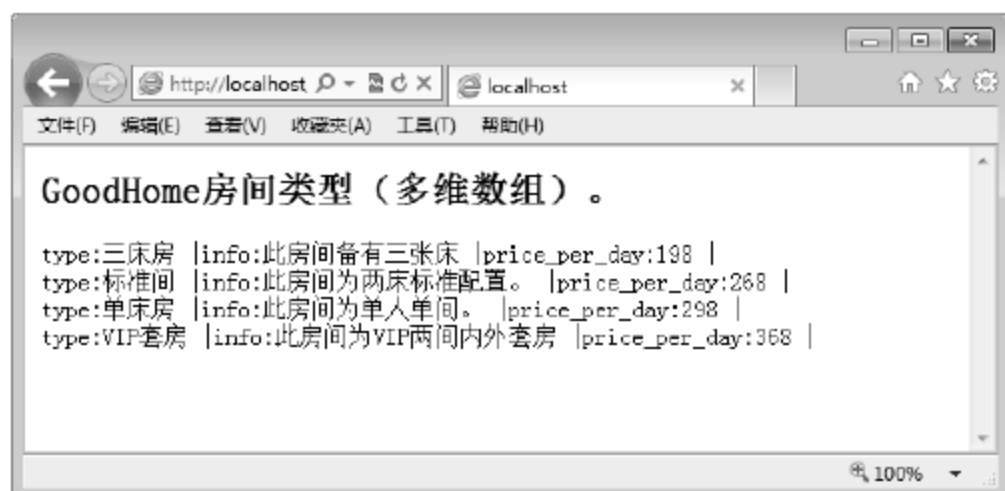 http://localhost
localhost
文件(F) 编辑(E) 查看(V) 收藏夹(A) 工具(T) 帮助(H)
GoodHome房间类型（多维数组）。
type:三床房 |info:此房间备有三张床 |price_per_day:198 |
type:标准间 |info:此房间为两床标准配置。 |price_per_day:268 |
type:单床房 |info:此房间为单人单间。 |price_per_day:298 |
type:VIP套房 |info:此房间为VIP两间内外套房 |price_per_day:368 |
100%